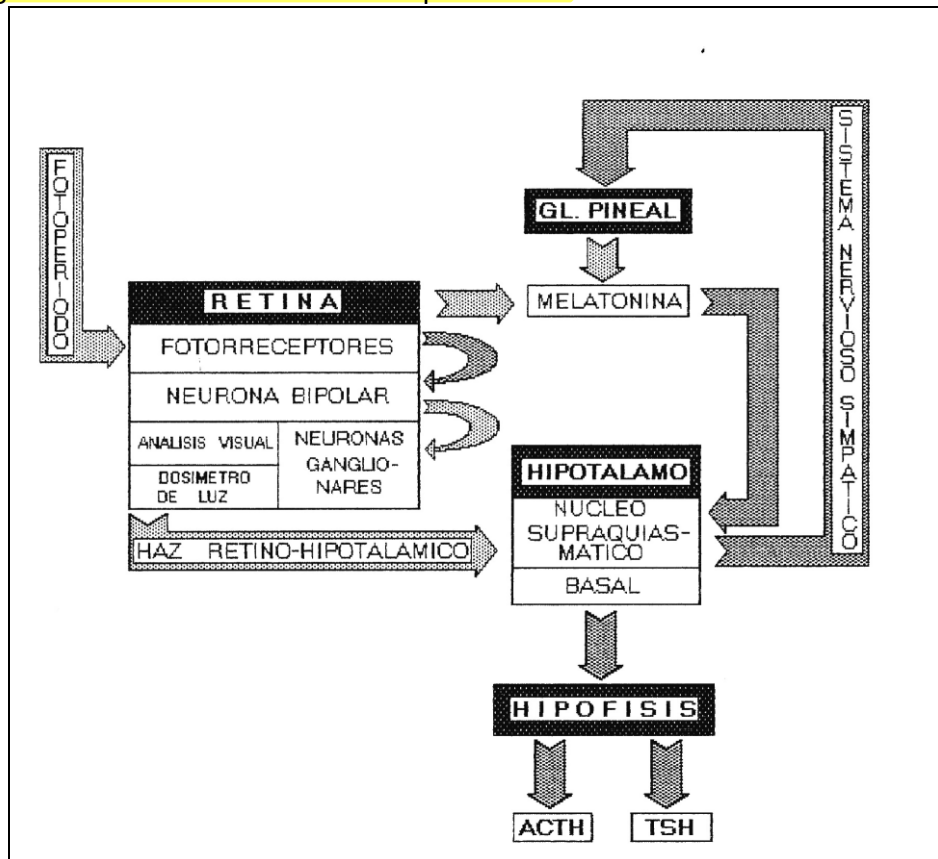 FOTOPERIODO
SISTEMA NERVIOSO SIMPATICO
GL. PINEAL
MELATONINA
RETINA
FOTORRECEPTORES
NEURONA BIPOLAR
ANALISIS VISUAL
DOSIMETRO
DE LUZ
NEURONAS
GANGLIO-
NARES
HAZ RETINO-HIPOTALAMICO
HIPOTALAMO
NUCLEO
SUPRAQUIAS-
MATICO
BASAL
HIPOFISIS
ACTH
TSH